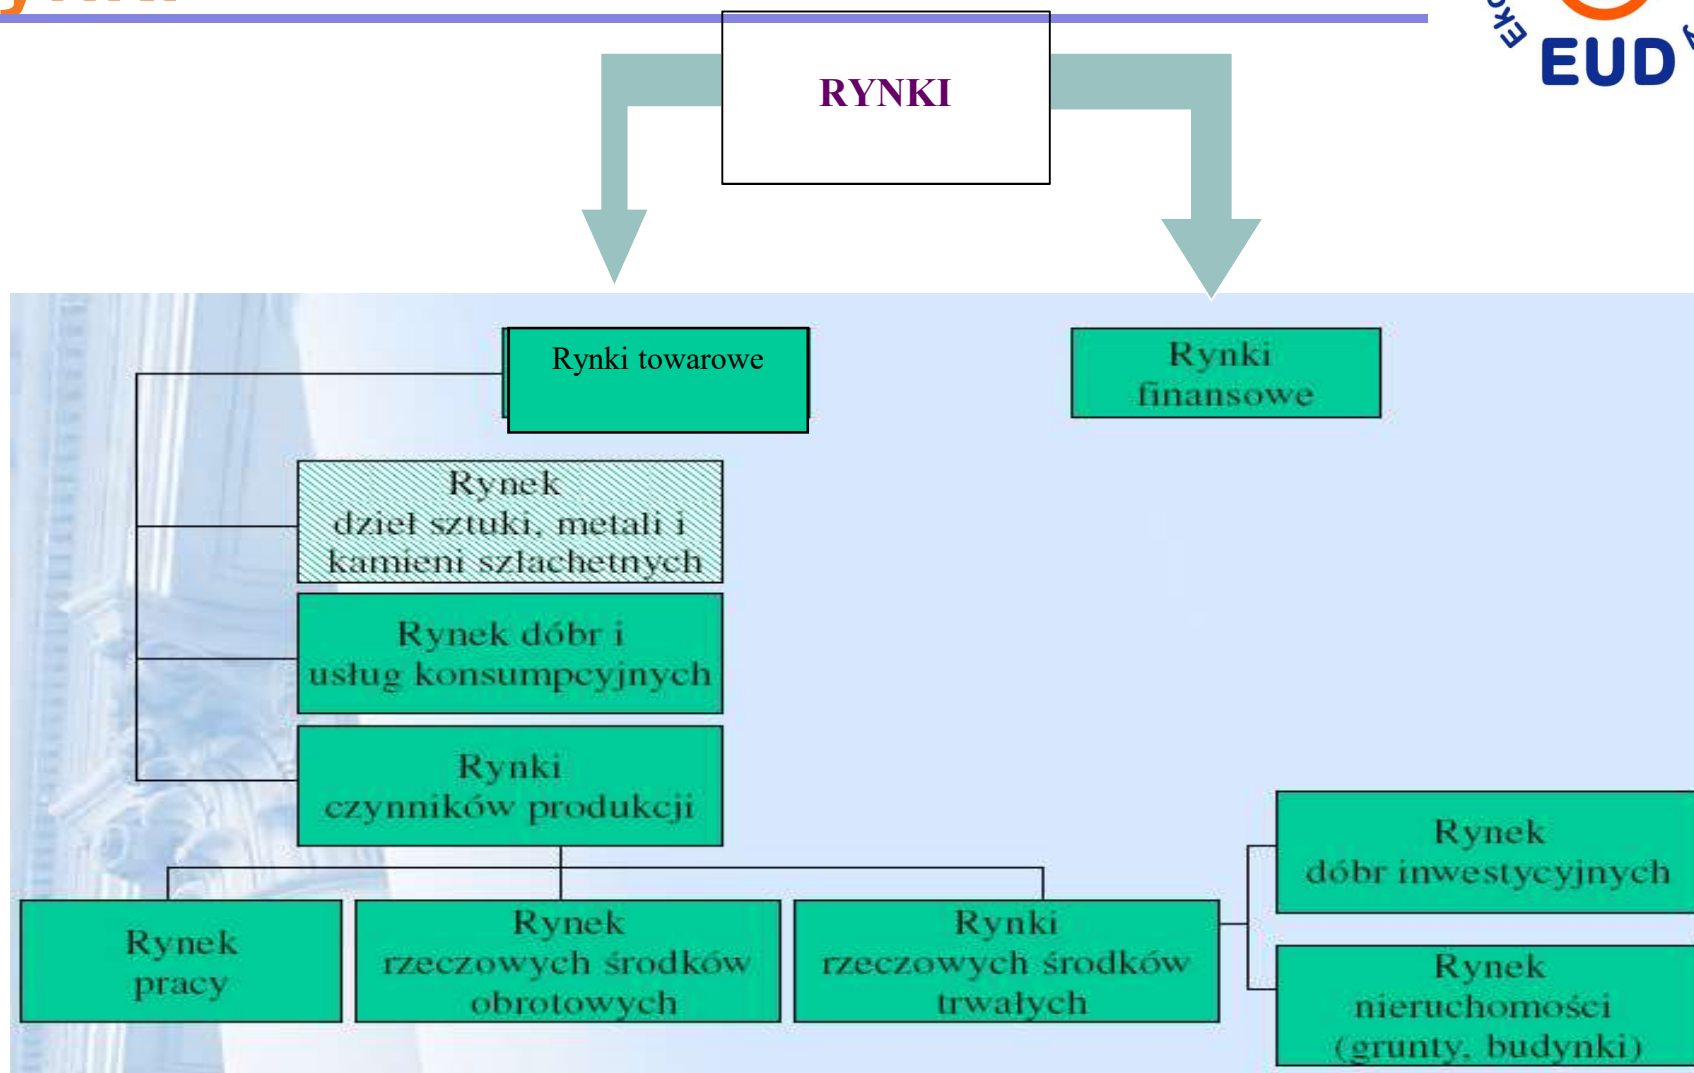 EUD
RYNKI
Rynki towarowe
Rynki
finansowe
Rynek
dzieł sztuki, metali i
kamieni szlachetnych
Rynek dóbr i
usług konsumpcyjnych
Rynki
czynników produkcji
Rynek
pracy
Rynek
rzeczowych środków
obrotowych
Rynki
rzeczowych środków
trwałych
Rynek
dóbr inwestycyjnych
Rynek
nieruchomości
(grunty, budynki)